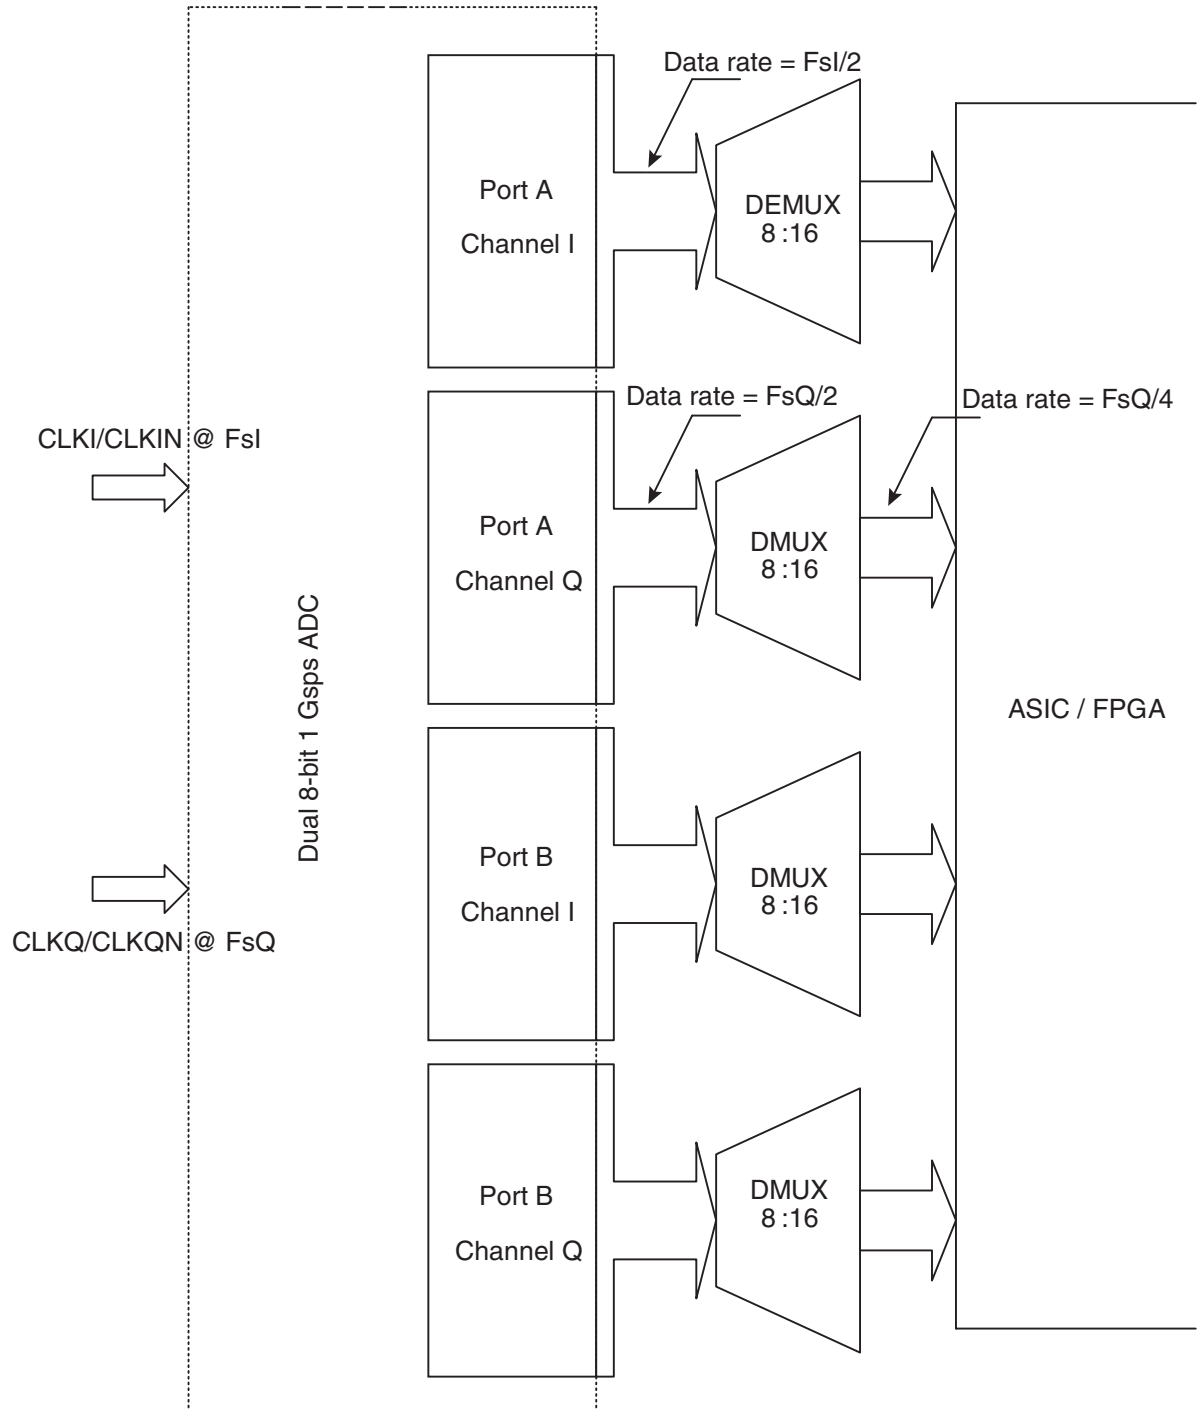 Data rate = FsI/2
Port A
Channel I
DEMUX
8 :16
Data rate = FsQ/2
Data rate = FsQ/4
CLKI/CLKIN @ FsI
Port A
Channel Q
DMUX
8 :16
Dual 8-bit 1 Gsps ADC
ASIC / FPGA
Port B
Channel I
DMUX
8 :16
CLKQ/CLKQN @ FsQ
Port B
Channel Q
DMUX
8 :16